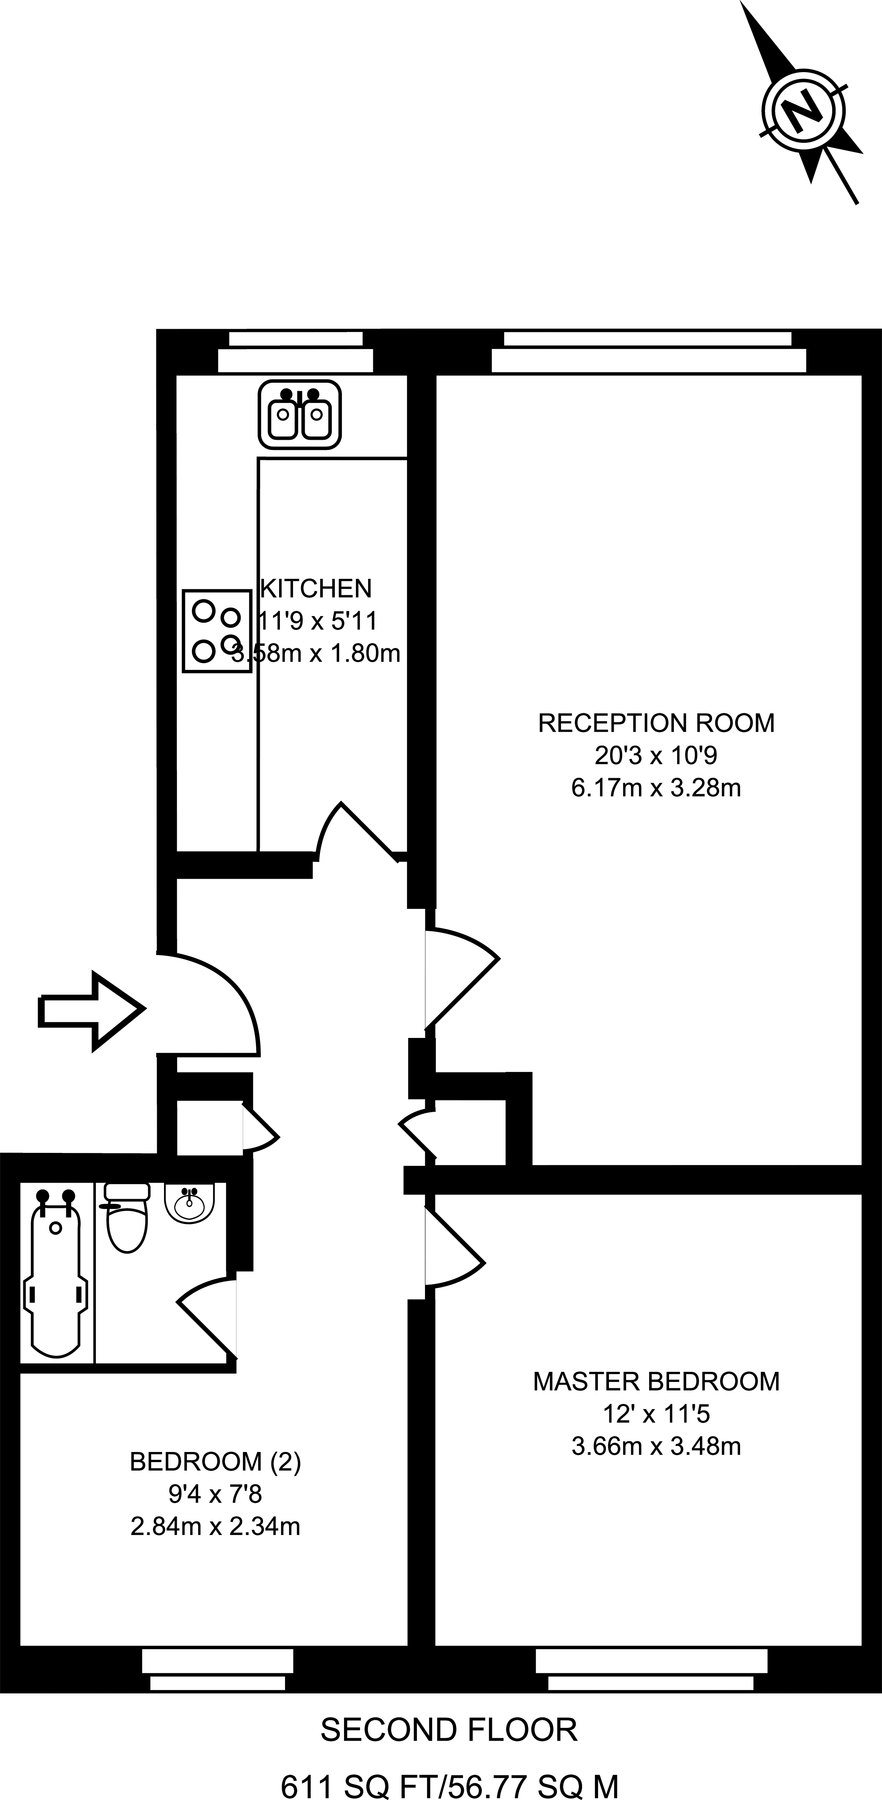 N
KITCHEN
11'9 x 5'11
3.58m x 1.80m
RECEPTION ROOM
20'3 x 10'9
6.17m x 3.28m
MASTER BEDROOM
12' x 11'5
3.66m x 3.48m
BEDROOM (2)
9'4 x 7'8
2.84m x 2.34m
SECOND FLOOR
611 SQ FT/56.77 SQ M